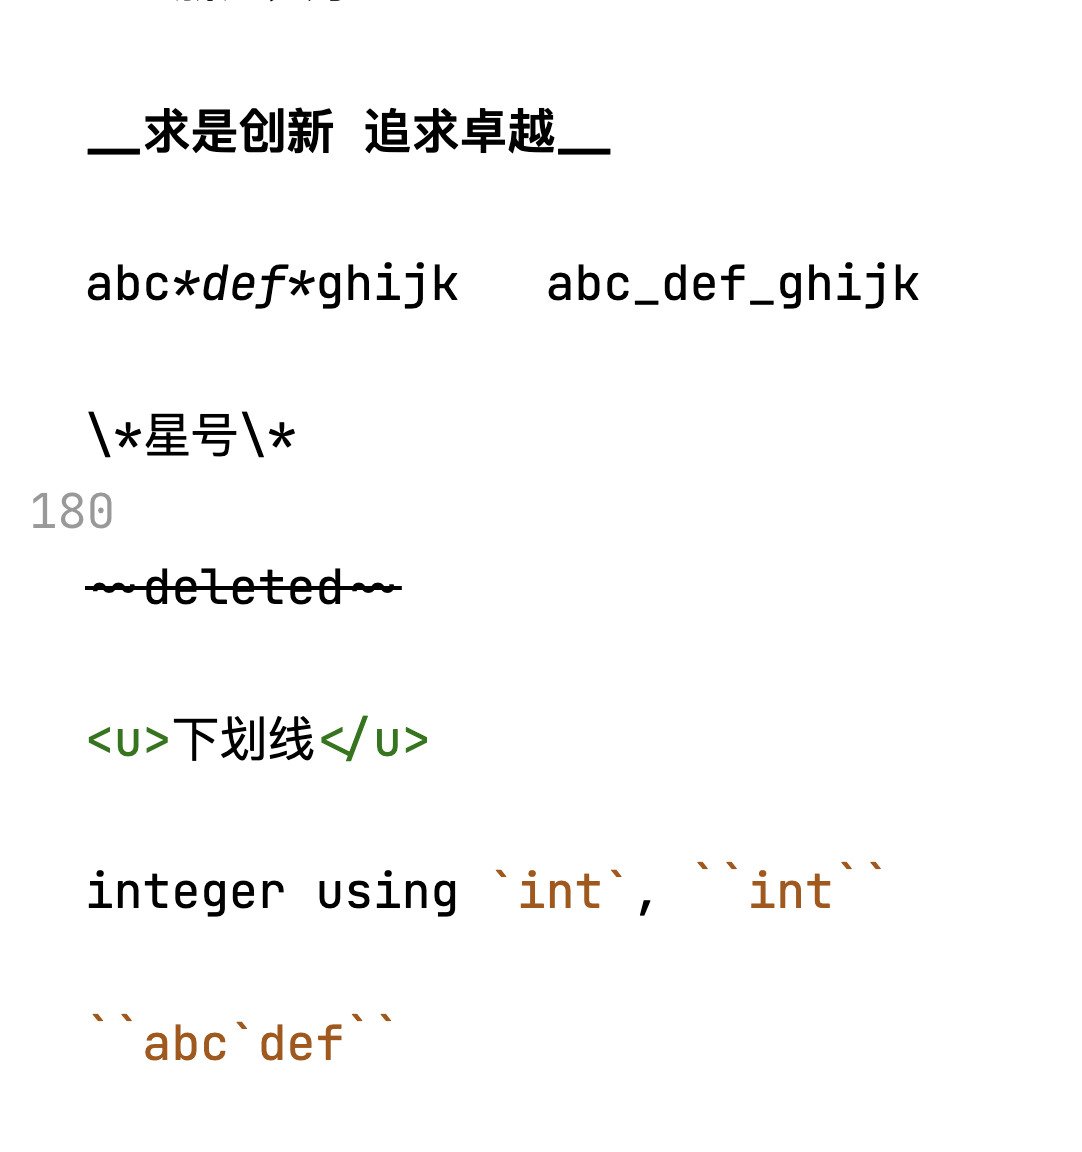 __求是创新 追求卓越__
abc*def*ghijk   abc_def_ghijk
\*星号\*
180
~~deleted~~
<u>下划线</u>
integer using `int`, ``int``
``abc`def``